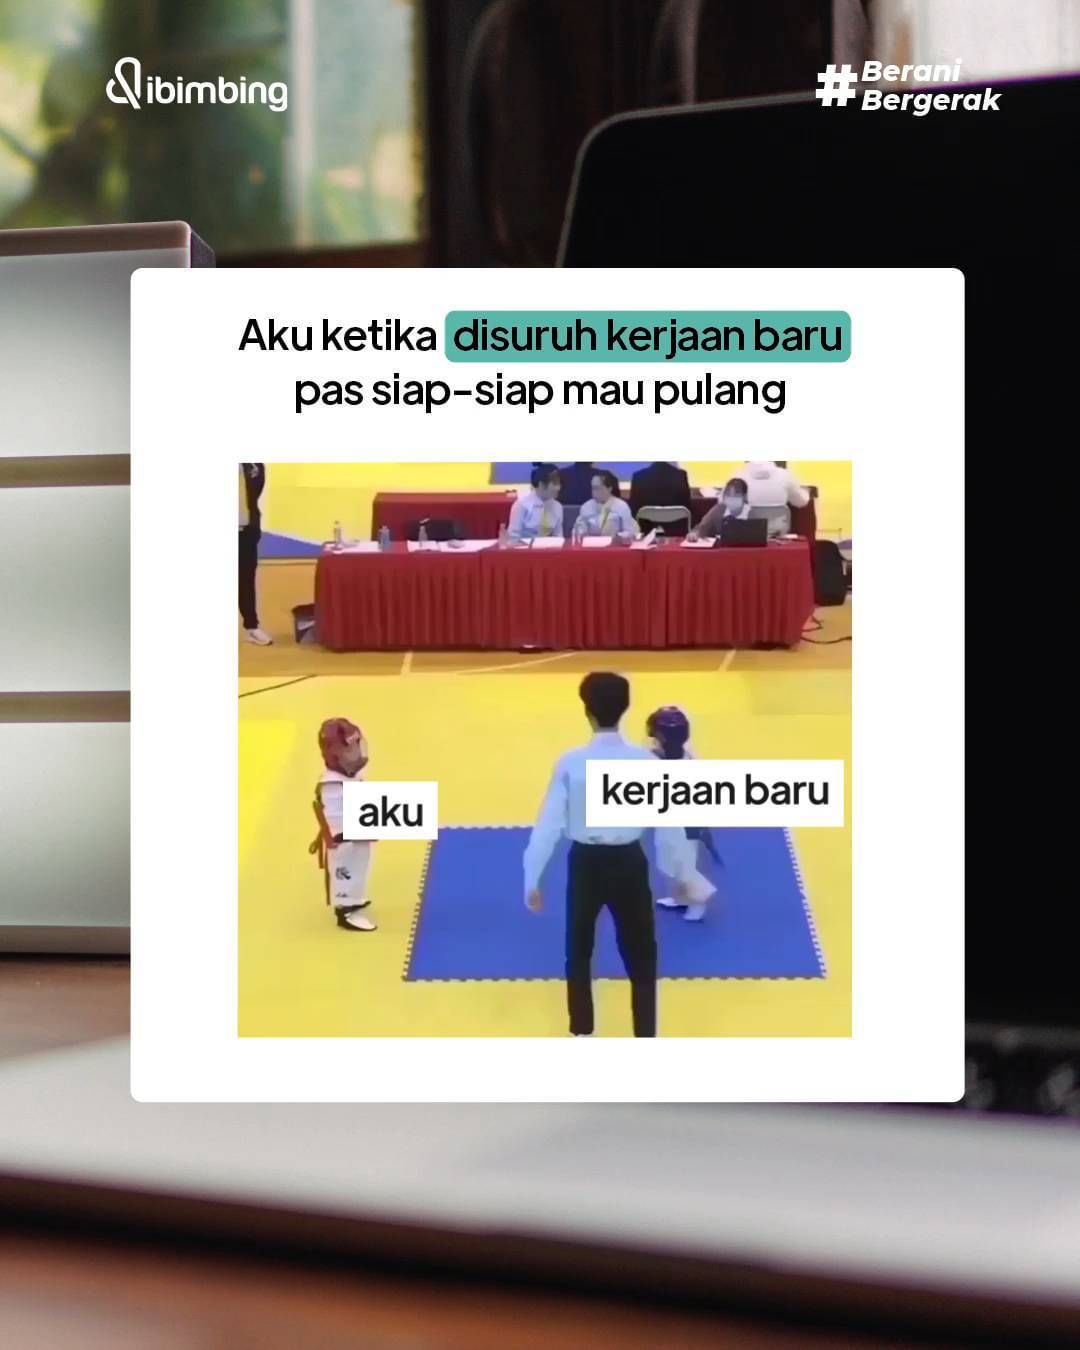 ibimbing
#Berani
Bergerak
Aku ketika disuruh kerjaan baru
pas siap-siap mau pulang
aku
kerjaan baru